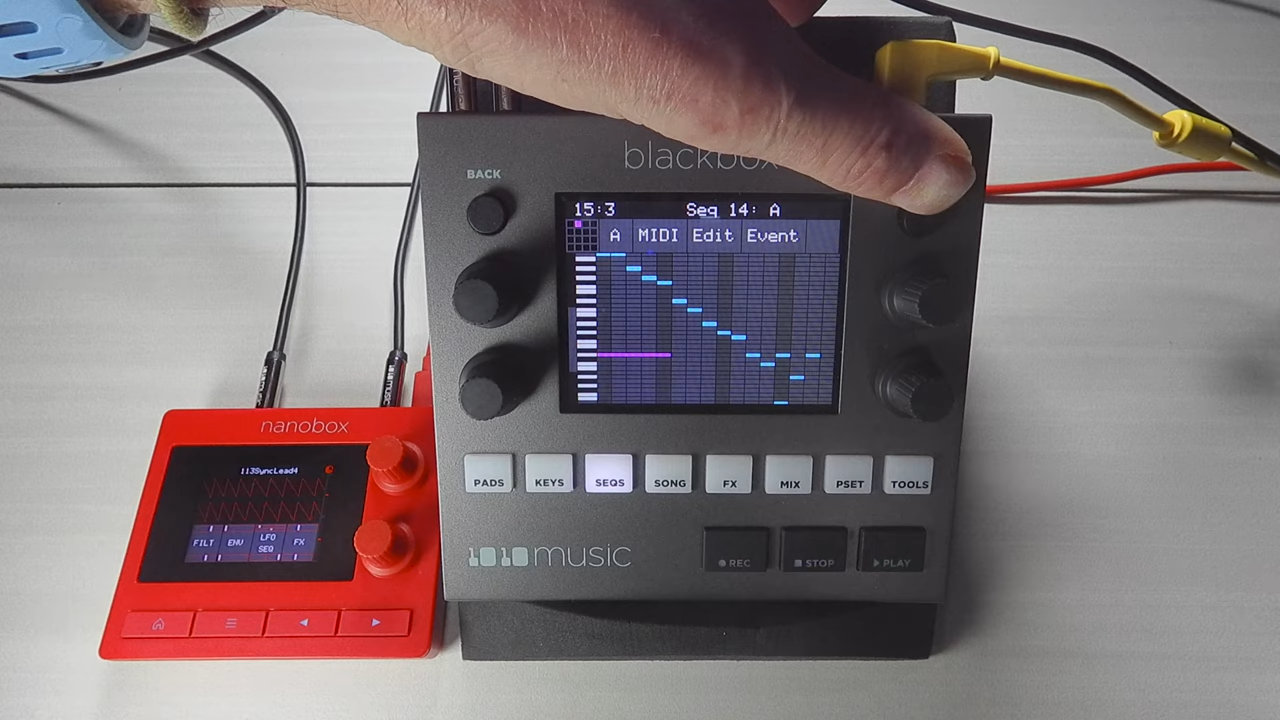 blackbox
BACK
15:3 Seq 14: A
A MIDI Edit Event
PADS KEYS SEQS SONG FX MIX PSET TOOLS
1010music
REC STOP PLAY
nanobox
113SyncLead4
FILT ENV LFO SEQ FX